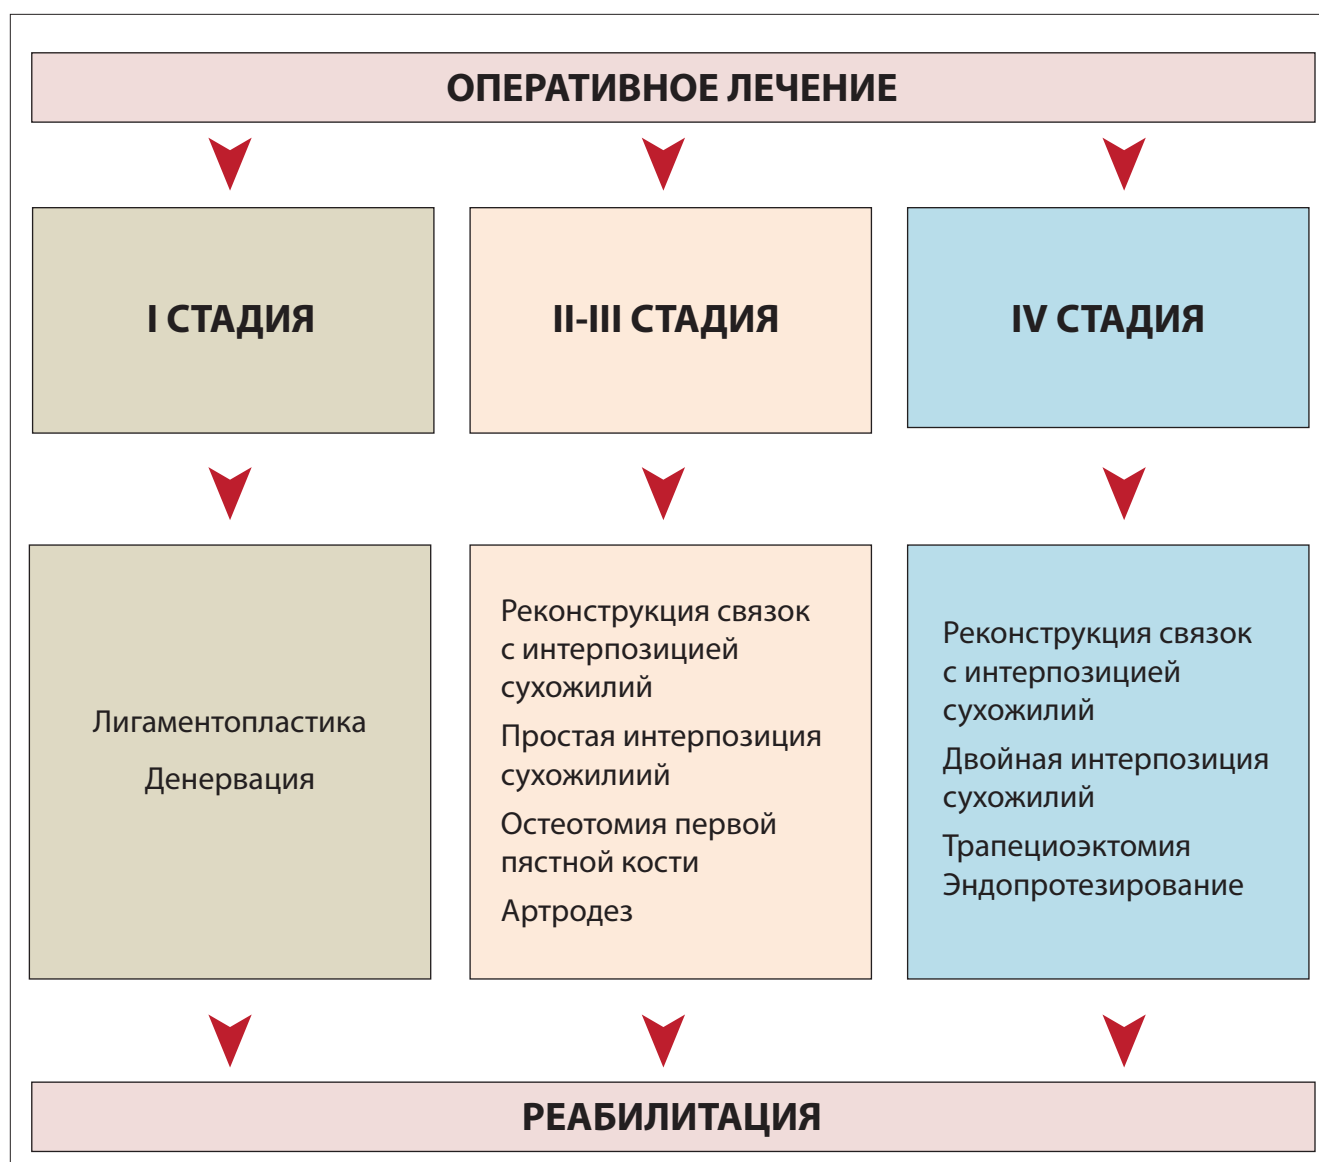 ОПЕРАТИВНОЕ ЛЕЧЕНИЕ
I СТАДИЯ
II-III СТАДИЯ
IV СТАДИЯ
Лигаментопластика
Денервация
Реконструкция связок
с интерпозицией
сухожилий
Простая интерпозиция
сухожилиий
Остеотомия первой
пястной кости
Артродез
Реконструкция связок
с интерпозицией
сухожилий
Двойная интерпозиция
сухожилий
Трапециоэктомия
Эндопротезирование
РЕАБИЛИТАЦИЯ